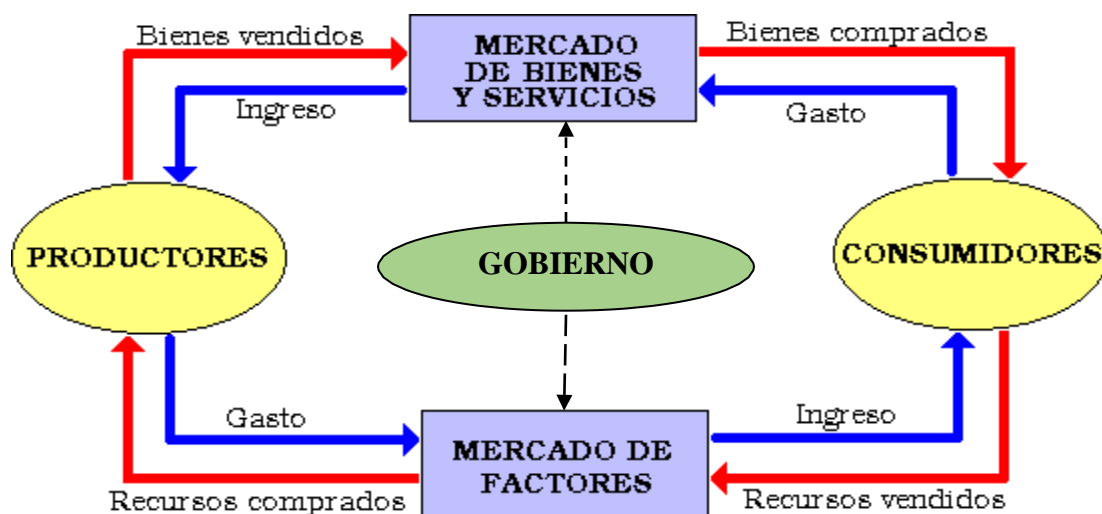 Bienes vendidos
MERCADO
DE BIENES
Y SERVICIOS
Bienes comprados
Ingreso
Gasto
PRODUCTORES
GOBIERNO
CONSUMIDORES
Gasto
Ingreso
MERCADO DE
FACTORES
Recursos comprados
Recursos vendidos